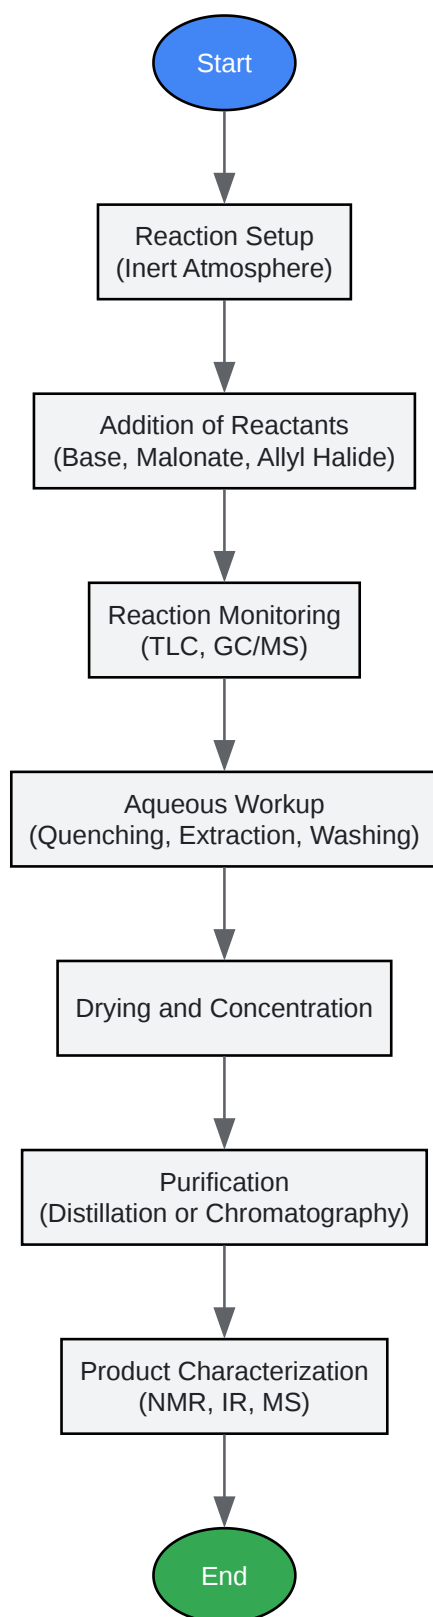 Start
Reaction Setup
(Inert Atmosphere)
Addition of Reactants
(Base, Malonate, Allyl Halide)
Reaction Monitoring
(TLC, GC/MS)
Aqueous Workup
(Quenching, Extraction, Washing)
Drying and Concentration
Purification
(Distillation or Chromatography)
Product Characterization
(NMR, IR, MS)
End